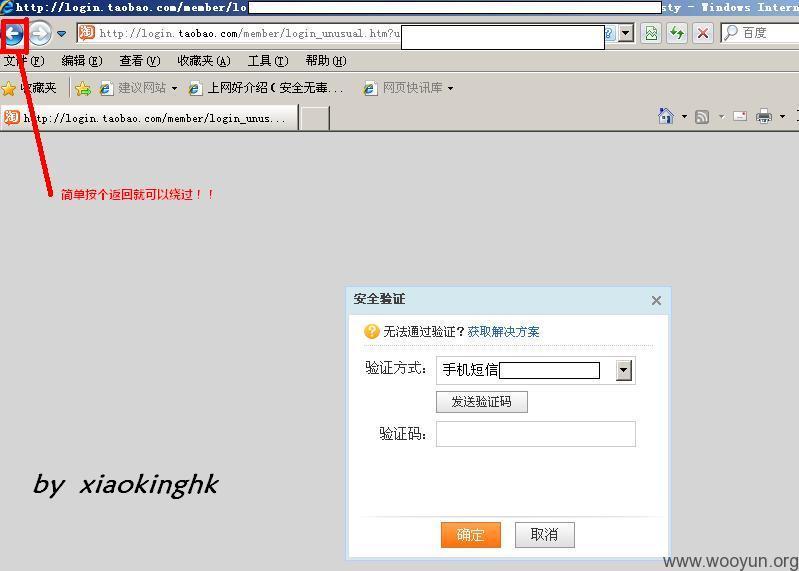 http://login.taobao.com/member/lo
sty - Windows Intern
http://login.taobao.com/member/login_unusual.htm?u
百度
文件(F) 编辑(E) 查看(V) 收藏夹(A) 工具(T) 帮助(H)
收藏夹 建议网站 上网好介绍（安全无毒... 网页快讯库
http://login.taobao.com/member/login_unus...
简单按个返回就可以绕过！！
安全验证
无法通过验证？获取解决方案
验证方式： 手机短信
发送验证码
验证码：
by xiaokinghk
确定 取消
www.wooyun.org